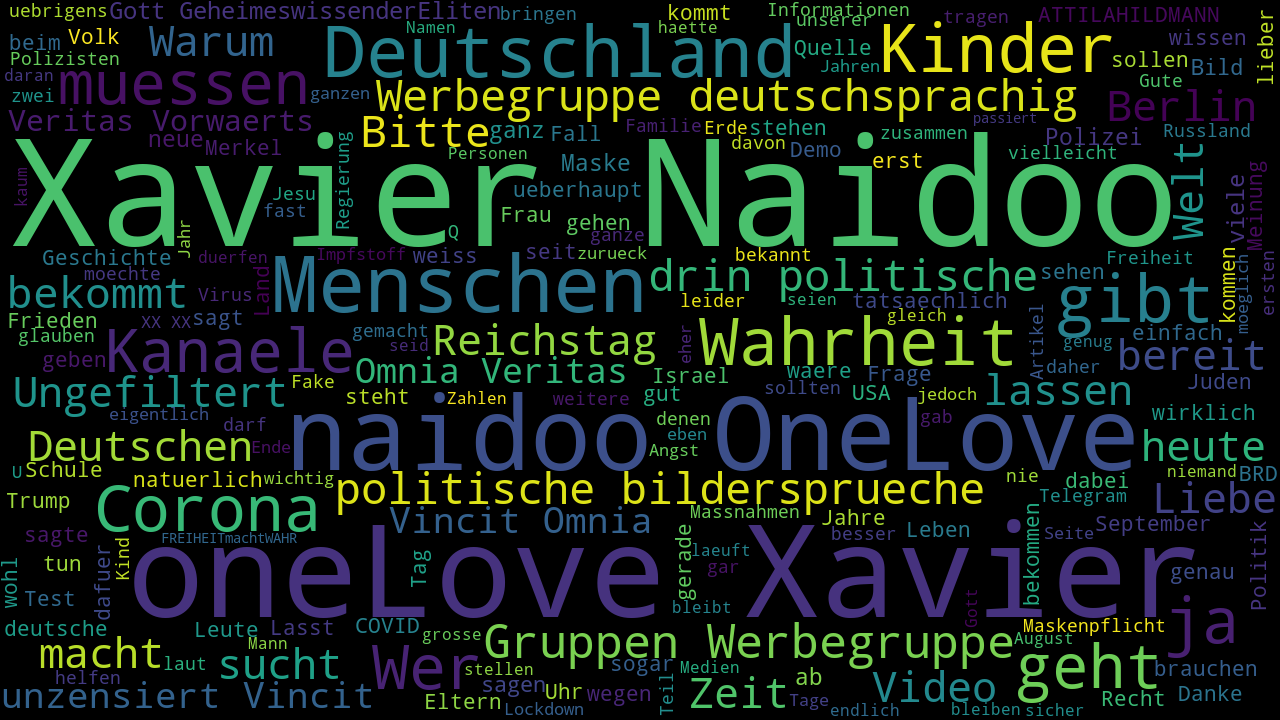 uebrigens Gott GeheimeswissenderEliten bringen kommt Informationen unserer tragen ATTILAHILDMANN
beim Volk Warum Deutschland Namen haette Quelle Kinder wissen lieber
Polizisten Jahren sollen Bild
daran muessen ganzen Werbegruppe deutschsprachig Gute Berlin
zwei
Veritas Vorwaerts Bitte ganz Fall Familie Erde stehen passiert
neue Merkel Regierung Personen Maske davon Demo zusammen Polizei Russland
Xavier Naidoo
kaum Jesu ueberhaupt erst vielleicht Welt Meinung
fast Frau gehen viele
Jahr Q ganze
Geschichte duerfen Impfstoff weiss seit zurueck bekannt Freiheit
moechte Land Menschen drin politische sehen kommen moeglich ersten
bekommt Virus leider seien tatsaechlich gibt
Frieden XX XX sagt gleich
glauben gemacht Reichstag eher Wahrheit Artikel genug einfach
geben Kanaele seid bereit
Omnia Veritas Israel waere Frage daher
Ungefiltert Fake sollten USA jedoch lassen Juden
steht Zahlen weitere gut
eigentlich darf naidoo OneLove denen gab wirklich
Deutschen Ende eben heute
Angst
U Schule natuerlich wichtig nie dabei niemand BRD
politische bildersprueche Telegram
Trump Corona Liebe
Vincit Omnia Massnahmen Jahre
sagte FREIHEITmachtWAHR gerade besser Leben September
Seite
wohl tun Kind Tag laeuft bekommen Politik
dafuer oneLove Xavier gar genau
Test bleibt Gott
deutsche Leute Lasst COVID grosse Maskenpflicht ja
Mann Gruppen Werbegruppe August
macht laut sucht Wer stellen sogar Medien geht brauchen
helfen sagen Teil ab Video
unzensiert Vincit Eltern Uhr wegen Zeit Tage Recht Danke
Lockdown endlich bleiben sicher